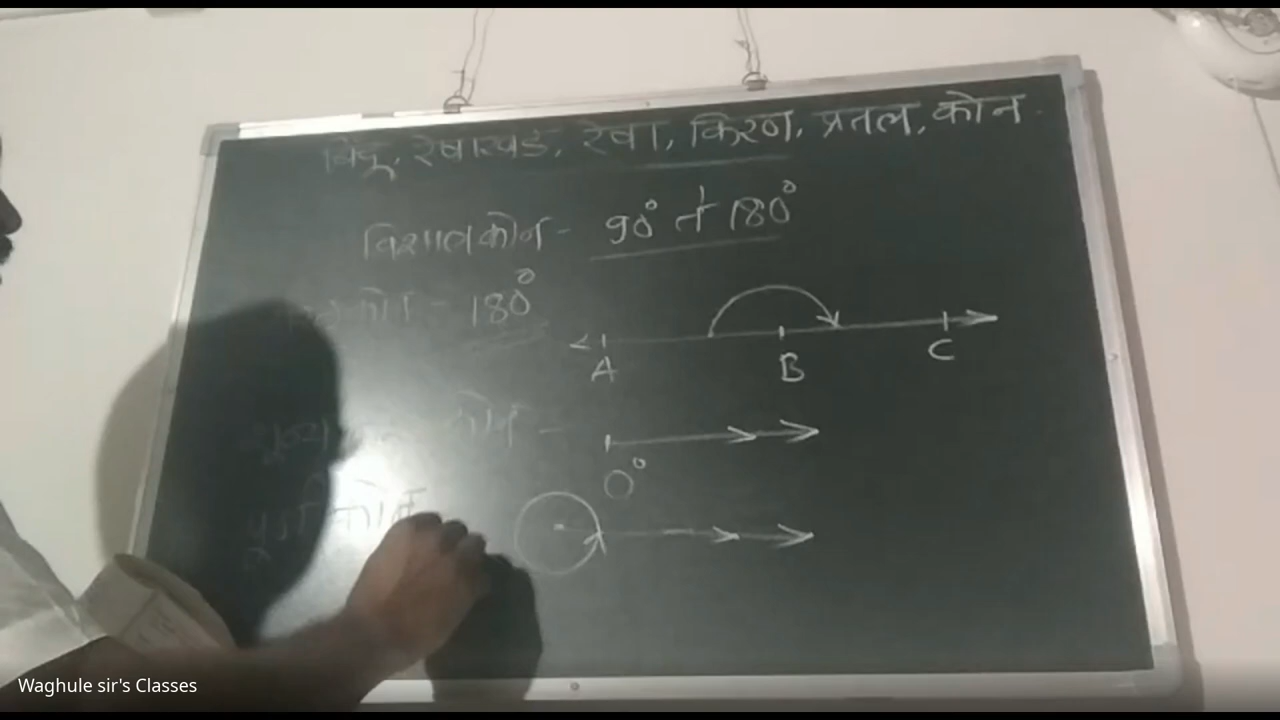 बिंदू, रेषाखंड, रेषा, किरण, प्रतल, कोन.
विशालकोन - 90° ते 180°
कोन - 180°
A B C
कोन -
0°
पूर्ण कोन
Waghule sir's Classes